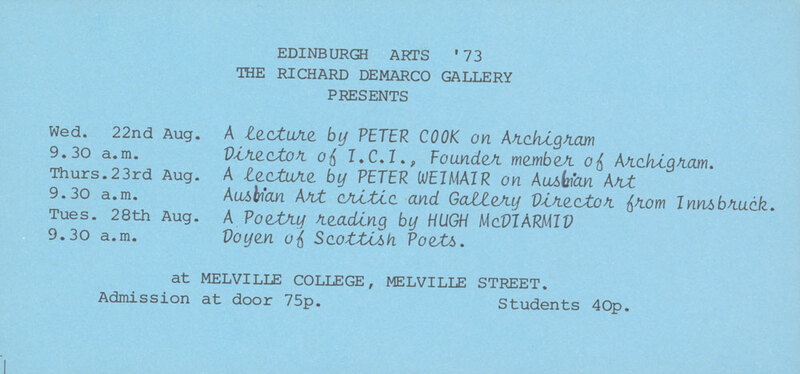 EDINBURGH ARTS '73
THE RICHARD DEMARCO GALLERY
PRESENTS
Wed. 22nd Aug. A lecture by PETER COOK on Archigram
9.30 a.m. Director of I.C.I., Founder member of Archigram.
Thurs.23rd Aug. A lecture by PETER WEIMAIR on Ausbian Art
9.30 a.m. Ausbian Art critic and Gallery Director from Innsbruck.
Tues. 28th Aug. A Poetry reading by HUGH McDIARMID
9.30 a.m. Doyen of Scottish Poets.
at MELVILLE COLLEGE, MELVILLE STREET.
Admission at door 75p. Students 40p.